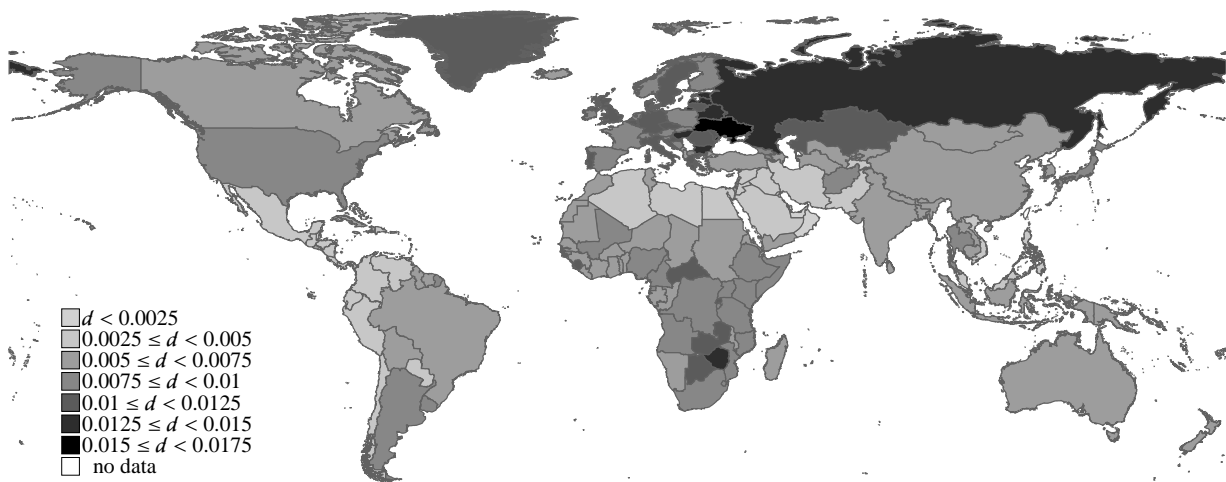 d < 0.0025
0.0025 ≤ d < 0.005
0.005 ≤ d < 0.0075
0.0075 ≤ d < 0.01
0.01 ≤ d < 0.0125
0.0125 ≤ d < 0.015
0.015 ≤ d < 0.0175
no data